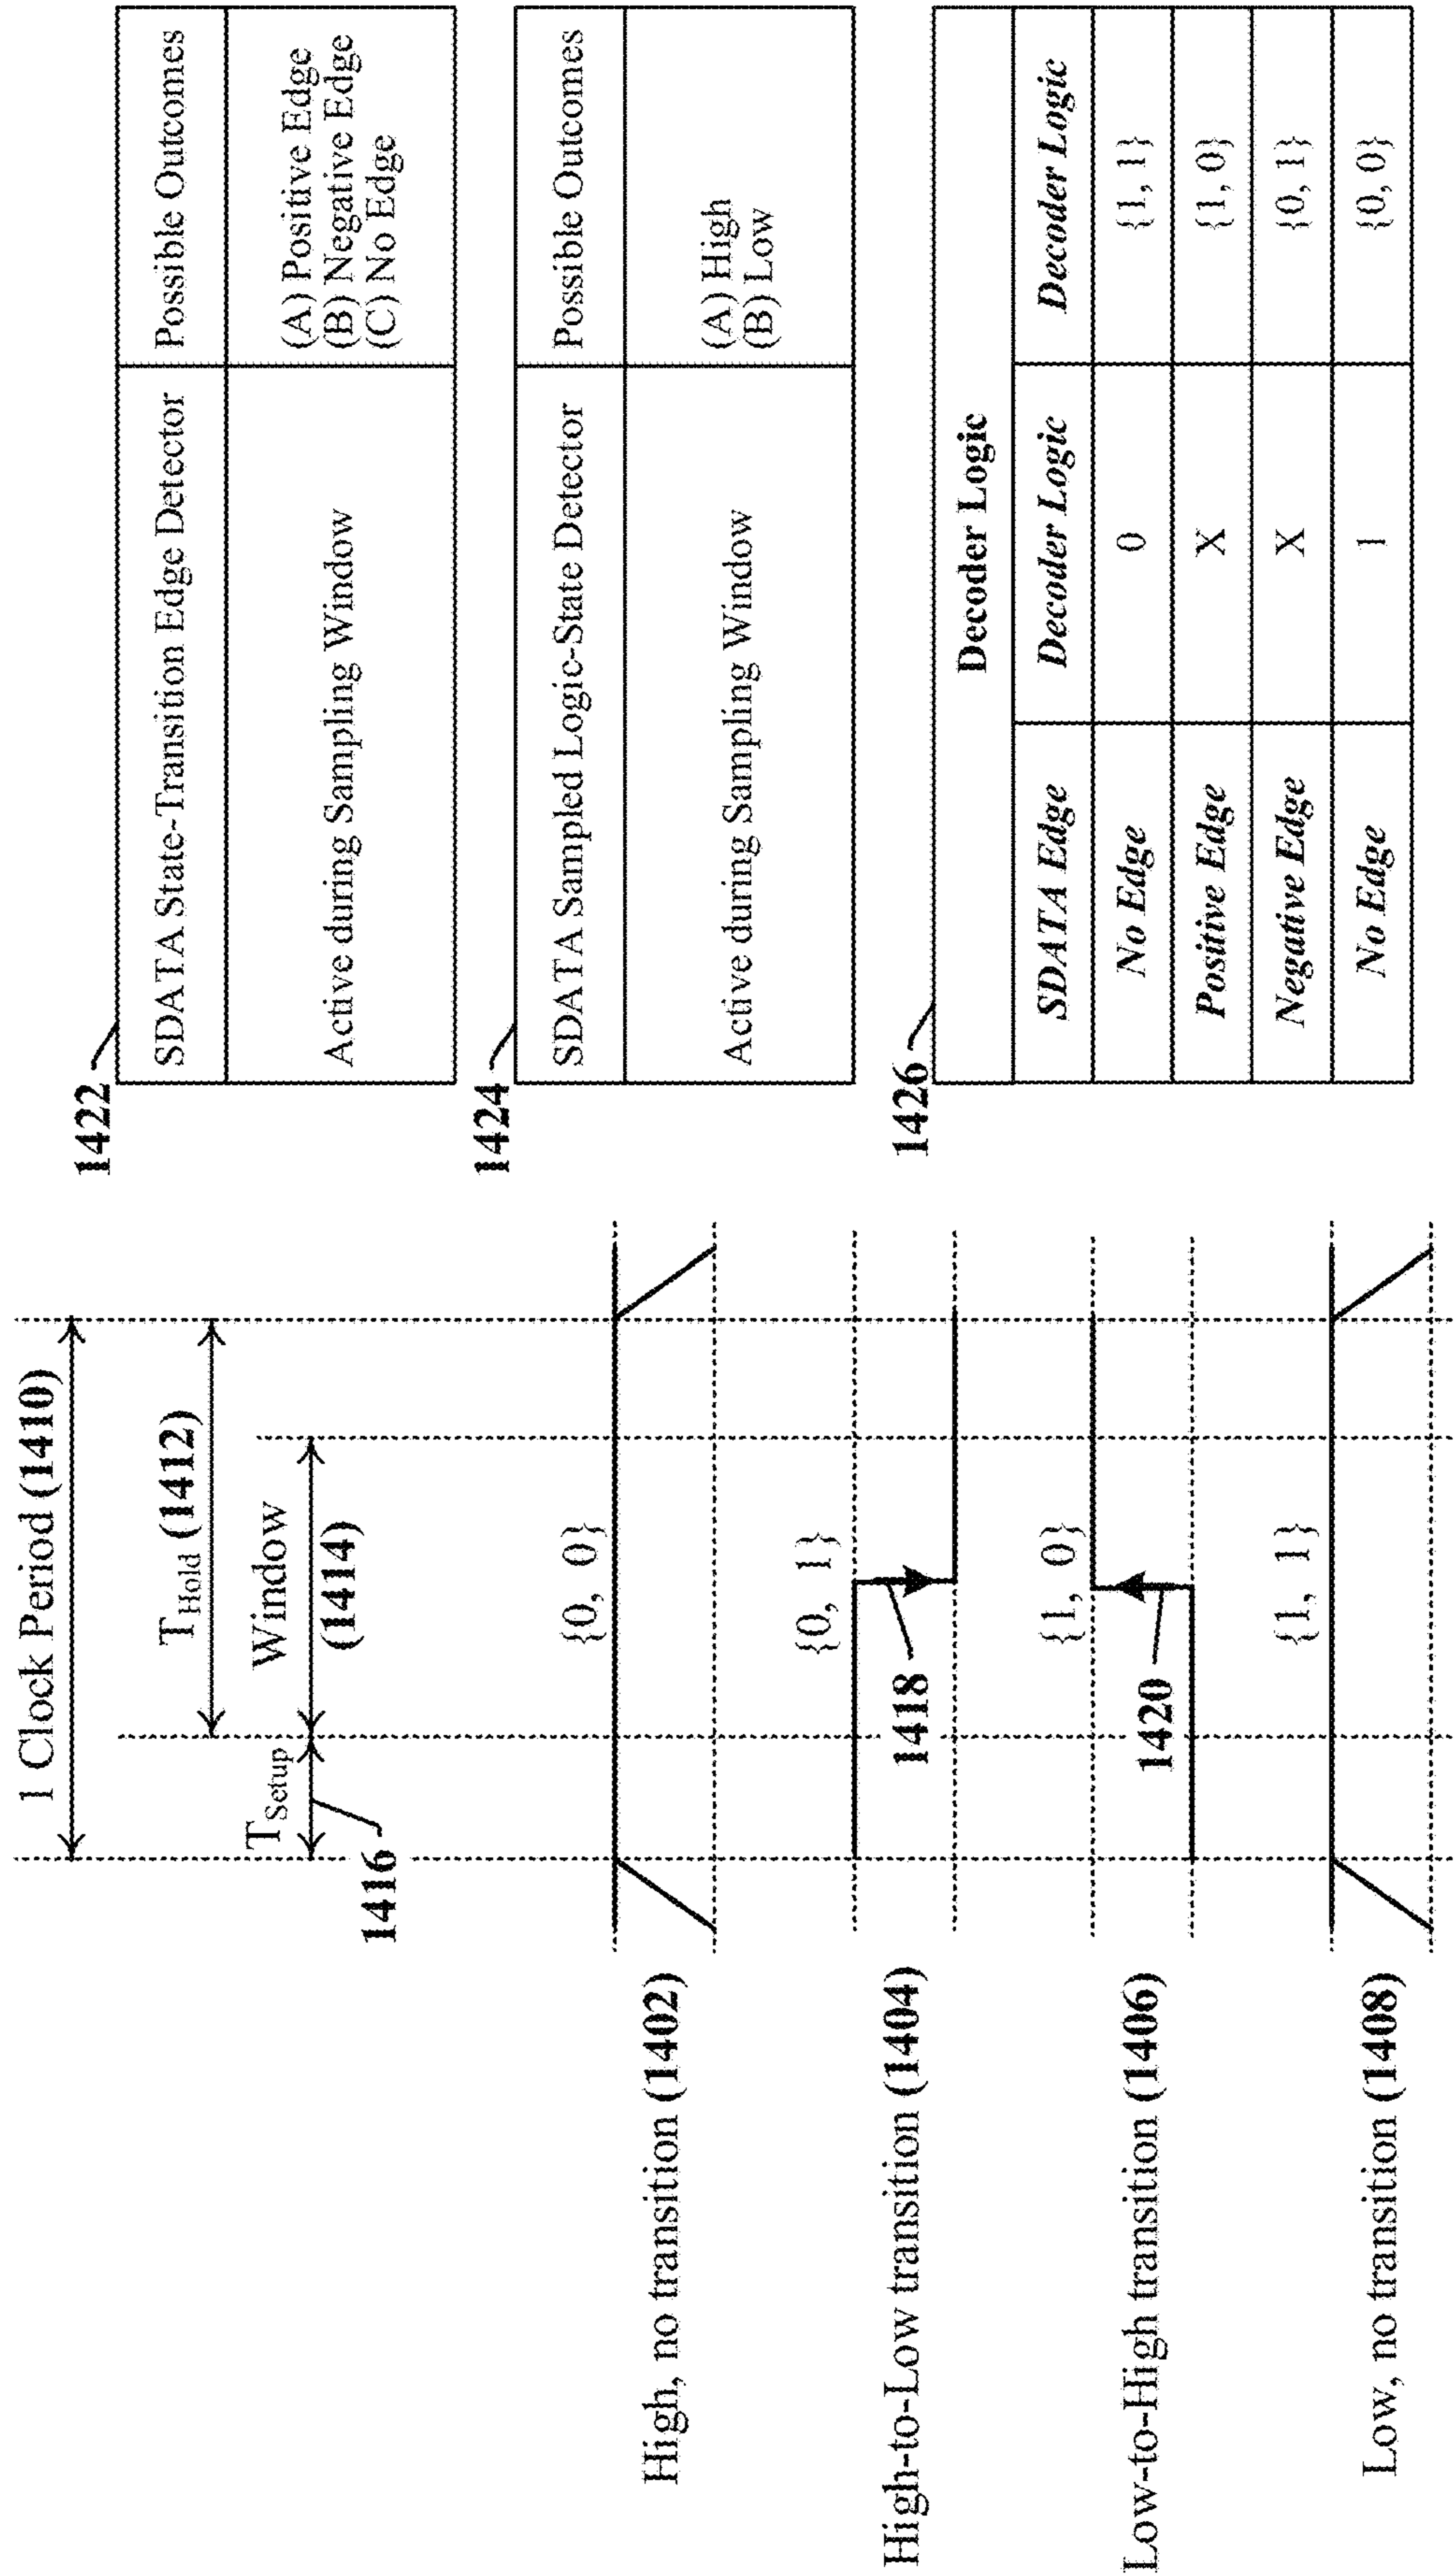 1 Clock Period (1410)
THold (1412)
TSetup
Window
(1414)
1416
High, no transition (1402)
{0, 0}
High-to-Low transition (1404)
{0, 1}
1418
Low-to-High transition (1406)
{1, 0}
1420
Low, no transition (1408)
{1, 1}
1422
SDATA State-Transition Edge Detector Possible Outcomes
Active during Sampling Window
(A) Positive Edge
(B) Negative Edge
(C) No Edge
1424
SDATA Sampled Logic-State Detector Possible Outcomes
Active during Sampling Window
(A) High
(B) Low
1426
Decoder Logic
SDATA Edge Decoder Logic Decoder Logic
No Edge 0 {1, 1}
Positive Edge X {1, 0}
Negative Edge X {0, 1}
No Edge 1 {0, 0}